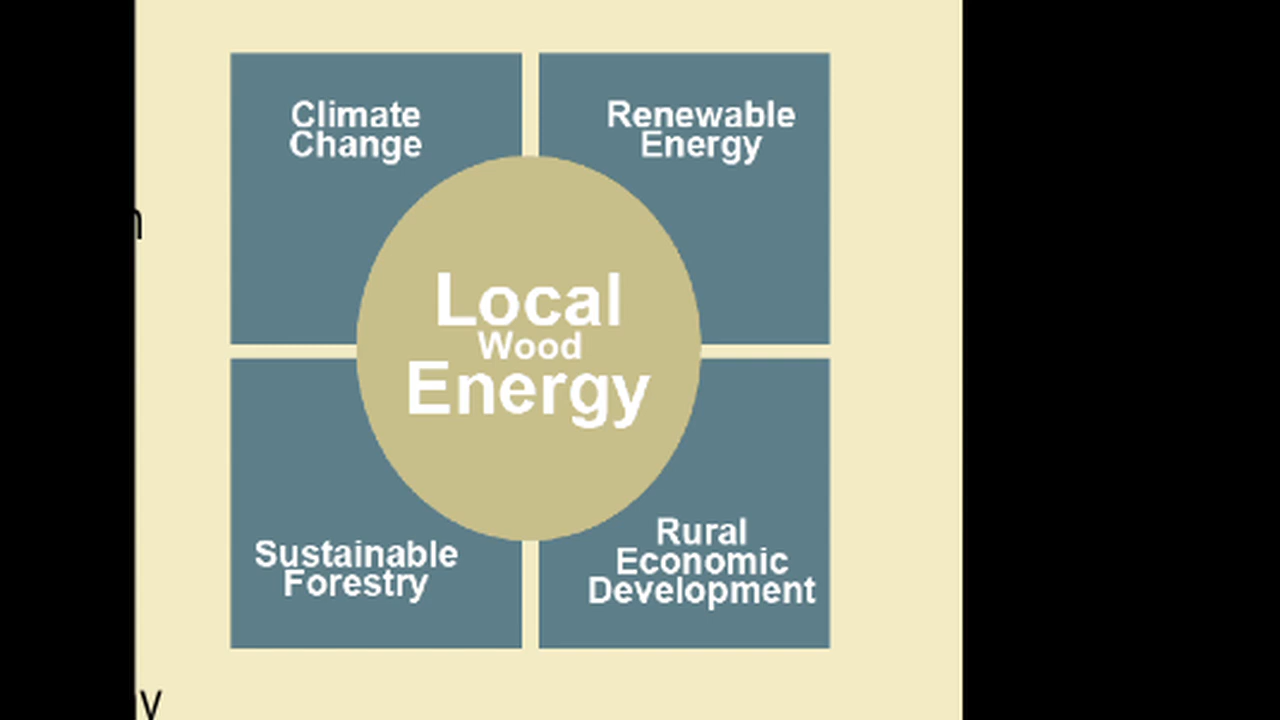 Climate
Change
Renewable
Energy
Local
Wood
Energy
Sustainable
Forestry
Rural
Economic
Development